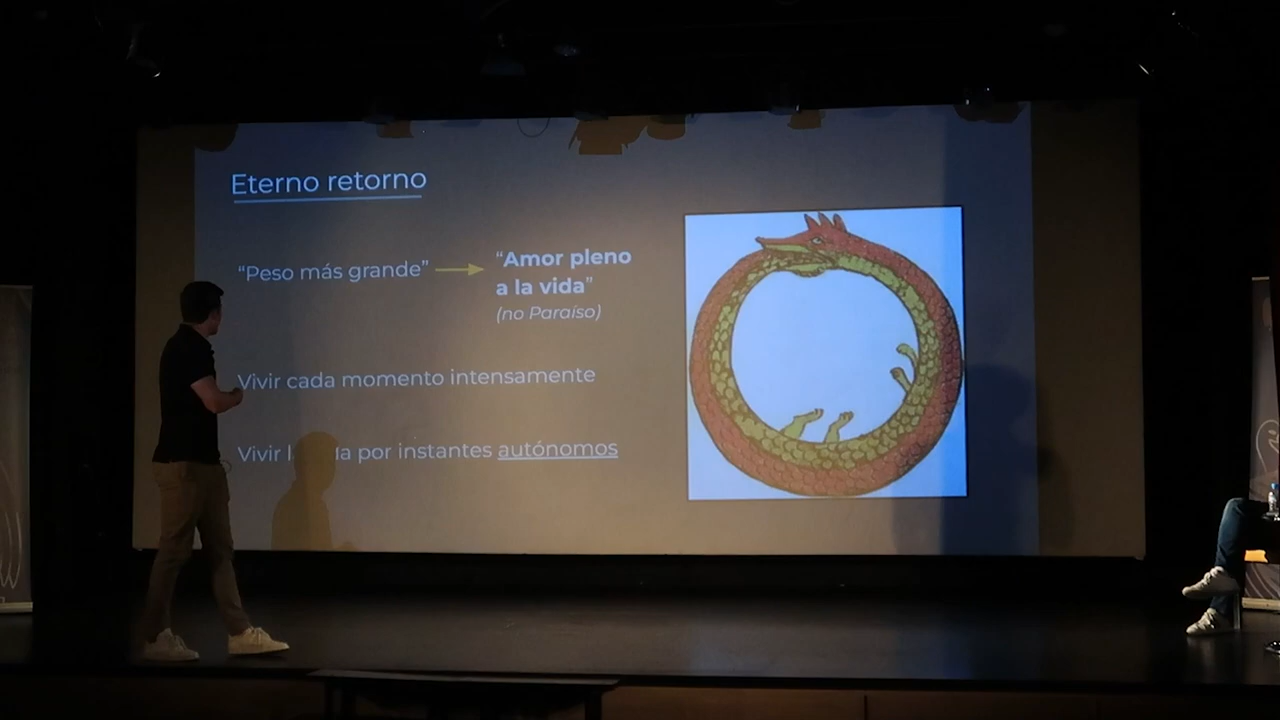 Eterno retorno
“Peso más grande”
“Amor pleno
a la vida”
(no Paraíso)
Vivir cada momento intensamente
Vivir por instantes autónomos